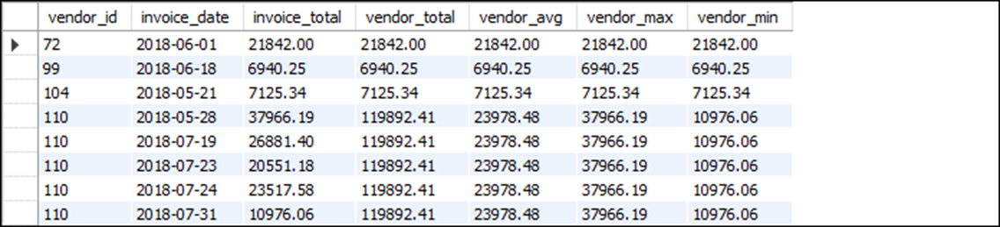 vendor_id invoice_date invoice_total vendor_total vendor_avg vendor_max vendor_min
72 2018-06-01 21842.00 21842.00 21842.00 21842.00 21842.00
99 2018-06-18 6940.25 6940.25 6940.25 6940.25 6940.25
104 2018-05-21 7125.34 7125.34 7125.34 7125.34 7125.34
110 2018-05-28 37966.19 119892.41 23978.48 37966.19 10976.06
110 2018-07-19 26881.40 119892.41 23978.48 37966.19 10976.06
110 2018-07-23 20551.18 119892.41 23978.48 37966.19 10976.06
110 2018-07-24 23517.58 119892.41 23978.48 37966.19 10976.06
110 2018-07-31 10976.06 119892.41 23978.48 37966.19 10976.06